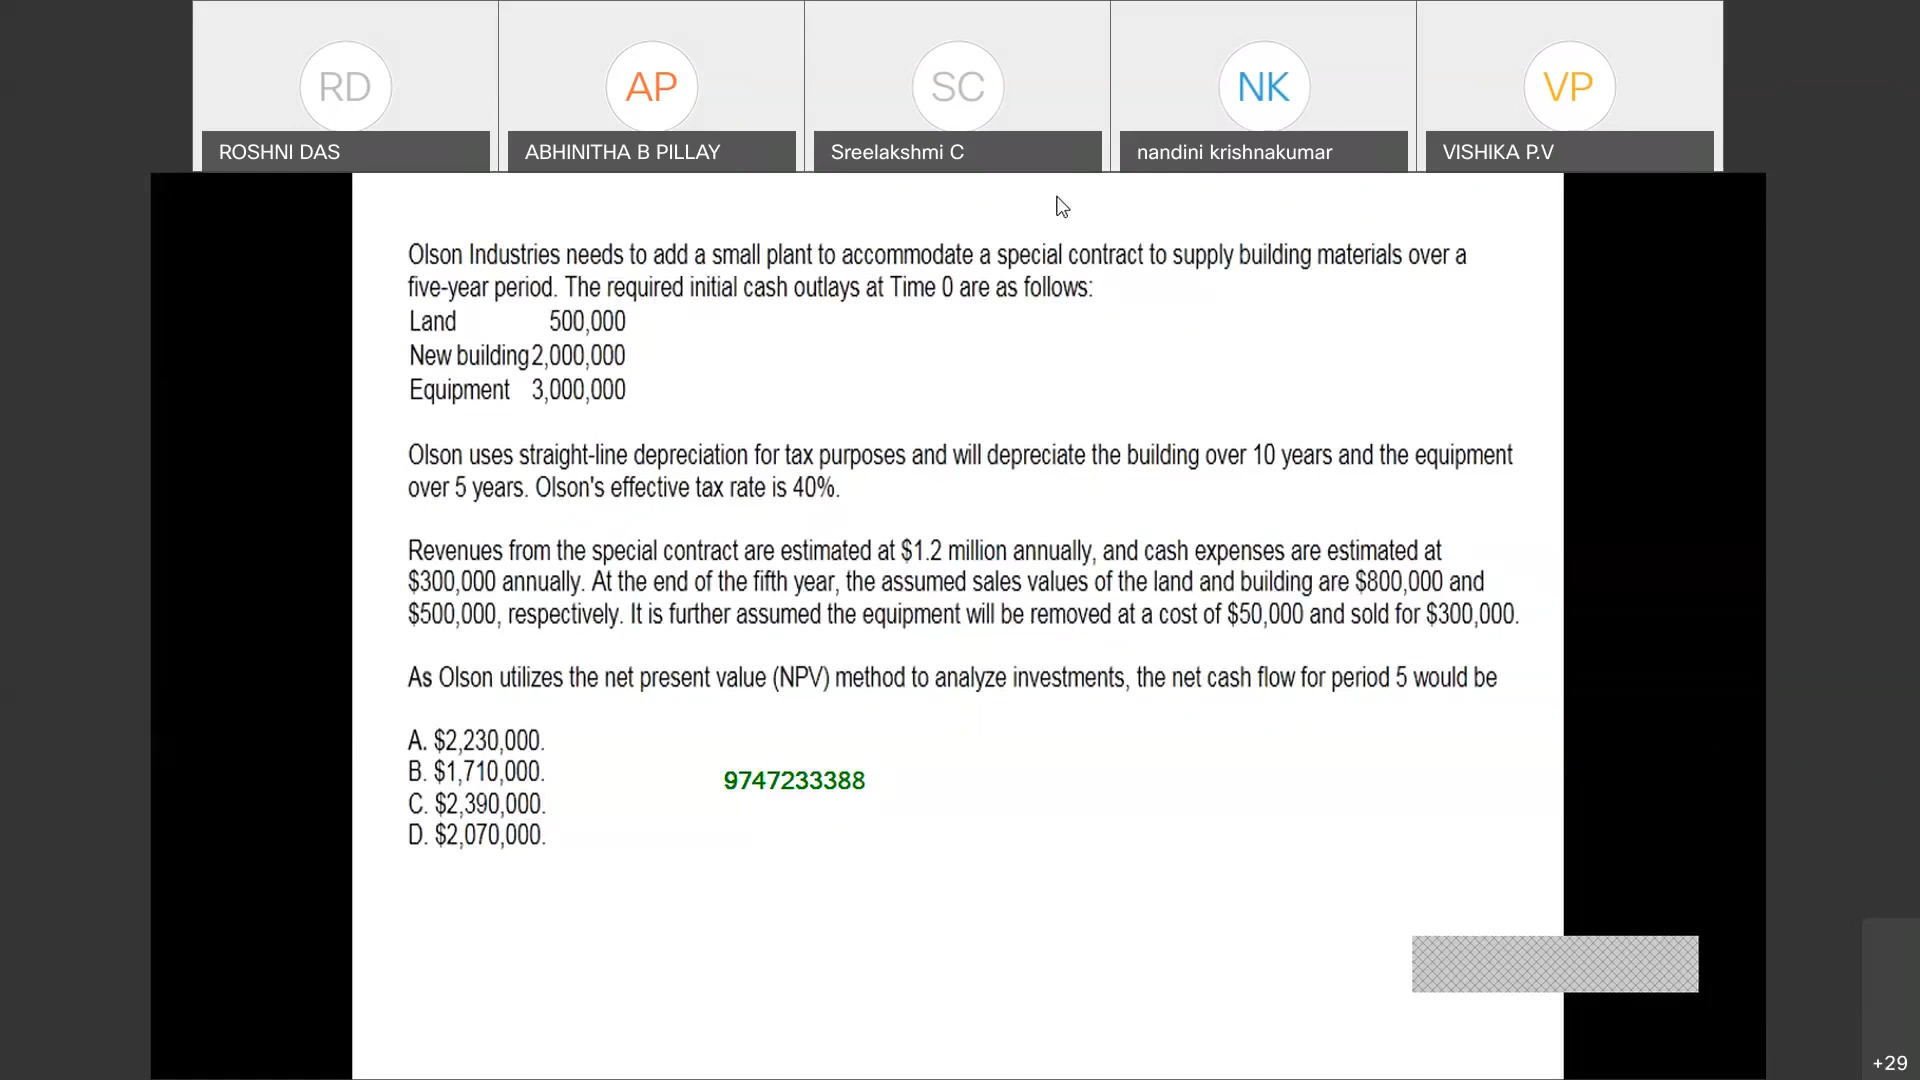 RD
AP
SC
NK
VP
ROSHNI DAS
ABHINITHA B PILLAY
Sreelakshmi C
nandini krishnakumar
VISHIKA P.V
Olson Industries needs to add a small plant to accommodate a special contract to supply building materials over a
five-year period. The required initial cash outlays at Time 0 are as follows:
Land 500,000
New building 2,000,000
Equipment 3,000,000
Olson uses straight-line depreciation for tax purposes and will depreciate the building over 10 years and the equipment
over 5 years. Olson's effective tax rate is 40%.
Revenues from the special contract are estimated at $1.2 million annually, and cash expenses are estimated at
$300,000 annually. At the end of the fifth year, the assumed sales values of the land and building are $800,000 and
$500,000, respectively. It is further assumed the equipment will be removed at a cost of $50,000 and sold for $300,000.
As Olson utilizes the net present value (NPV) method to analyze investments, the net cash flow for period 5 would be
A. $2,230,000.
B. $1,710,000.
9747233388
C. $2,390,000.
D. $2,070,000.
+29